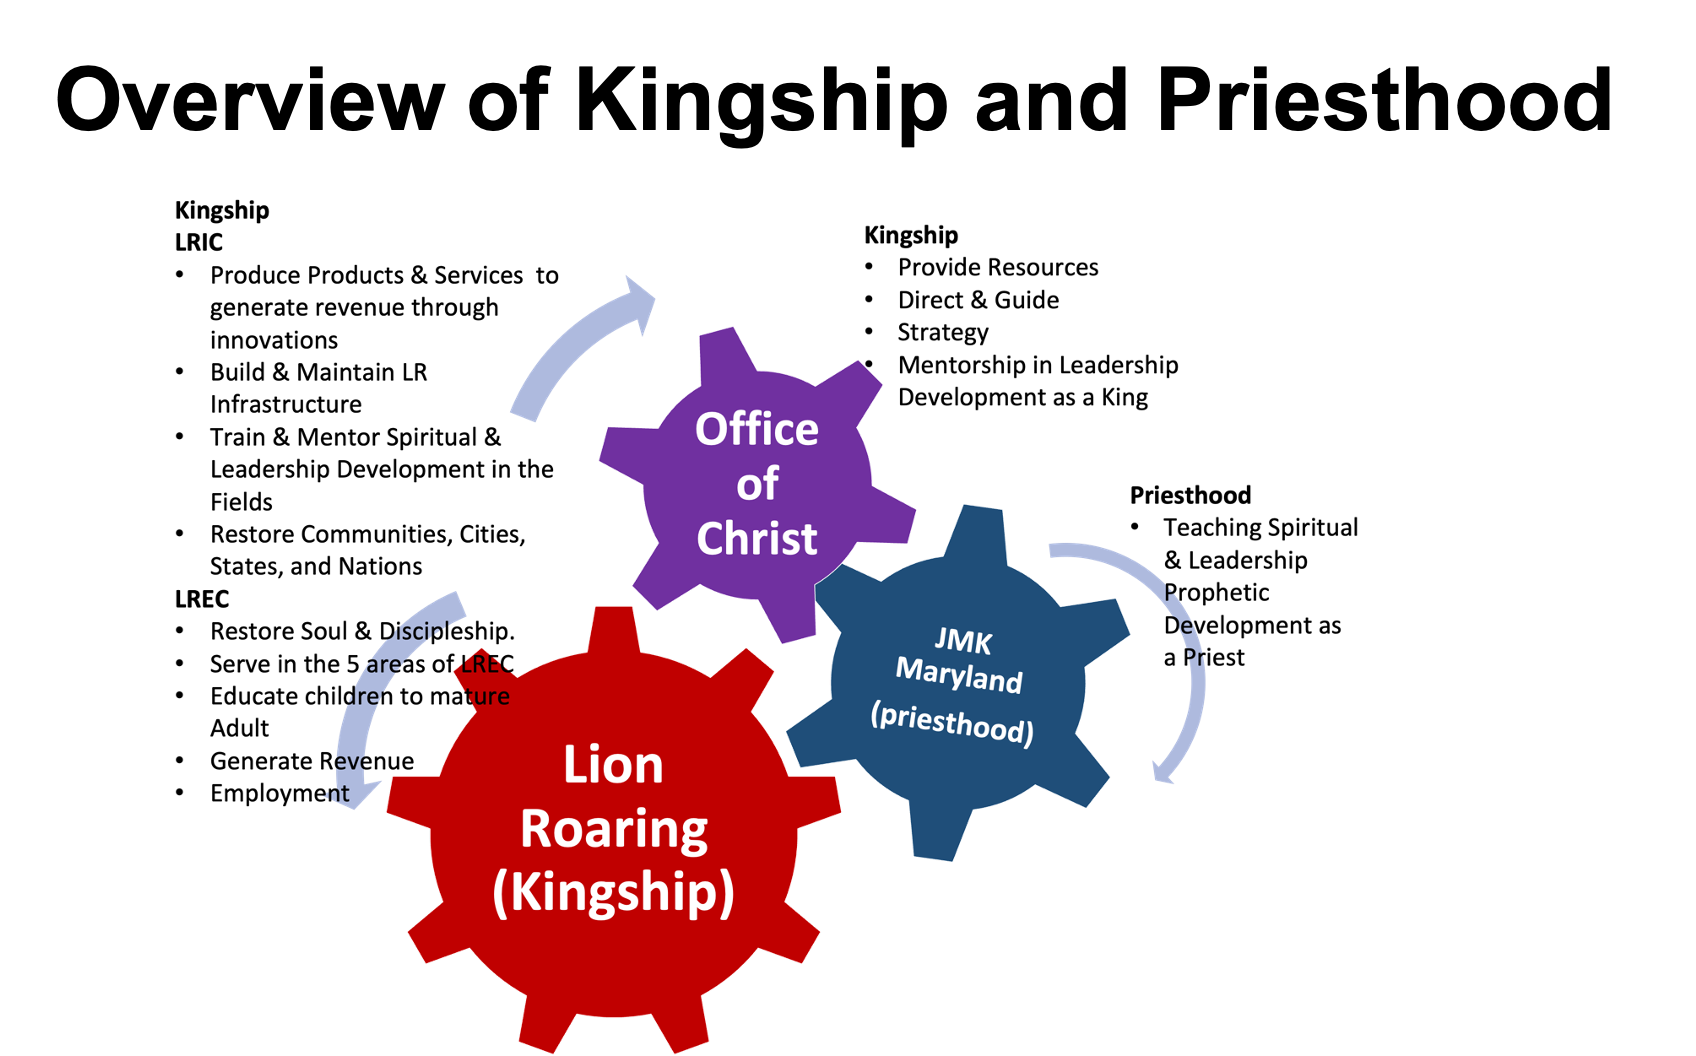 Overview of Kingship and Priesthood
Kingship
LRIC
• Produce Products & Services to
generate revenue through
innovations
• Build & Maintain LR
Infrastructure
• Train & Mentor Spiritual &
Leadership Development in the
Fields
• Restore Communities, Cities,
States, and Nations
LREC
• Restore Soul & Discipleship.
• Serve in the 5 areas of LREC
• Educate children to mature
Adult
• Generate Revenue
• Employment
Kingship
• Provide Resources
• Direct & Guide
• Strategy
• Mentorship in Leadership
Development as a King
Office
of
Christ
Priesthood
• Teaching Spiritual
& Leadership
Prophetic
Development as
a Priest
JMK
Maryland
(priesthood)
Lion
Roaring
(Kingship)